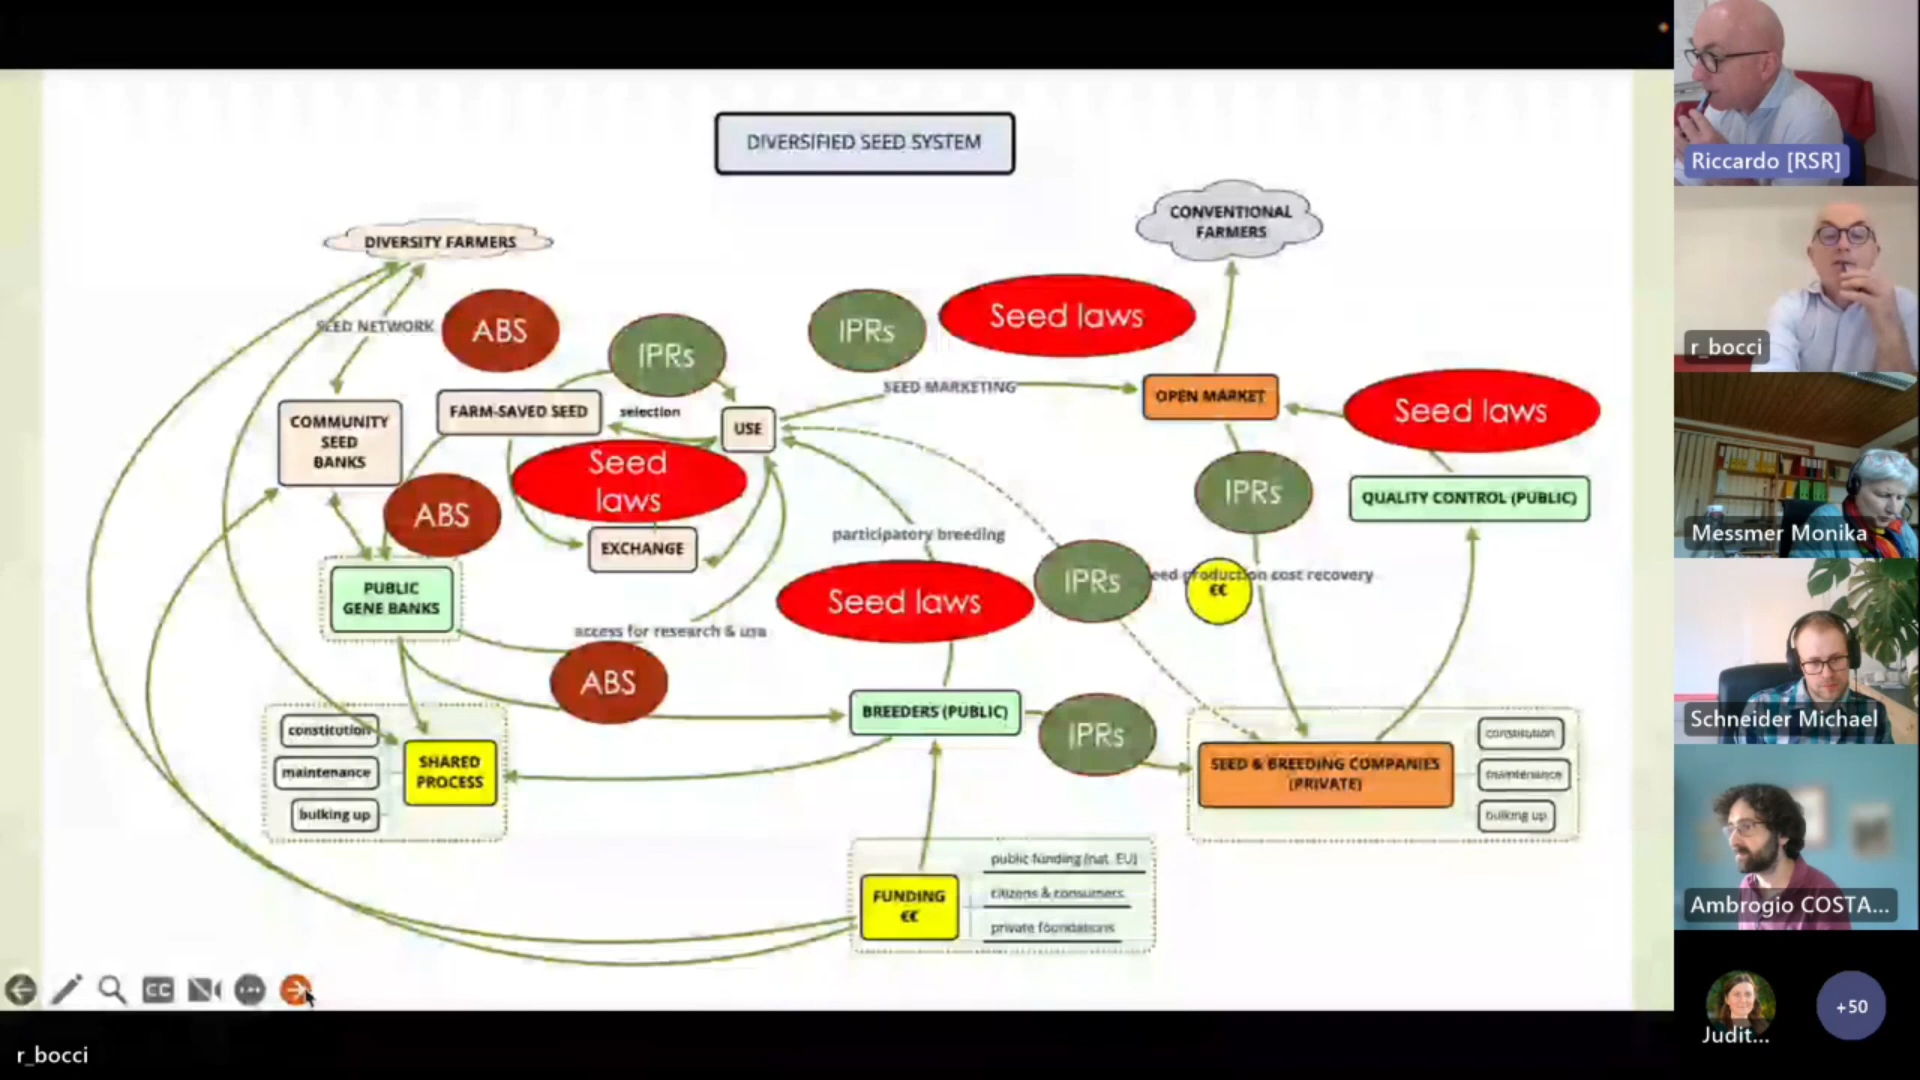 DIVERSIFIED SEED SYSTEM
DIVERSITY FARMERS
CONVENTIONAL
FARMERS
SEED NETWORK
ABS
IPRs
IPRs
Seed laws
SEED MARKETING
OPEN MARKET
Seed laws
COMMUNITY
SEED
BANKS
FARM-SAVED SEED
selection
USE
Seed
laws
ABS
EXCHANGE
IPRs
QUALITY CONTROL (PUBLIC)
participatory breeding
PUBLIC
GENE BANKS
Seed laws
IPRs
eed production cost recovery
€€
access for research & use
ABS
BREEDERS (PUBLIC)
IPRs
constitution
maintenance
bulking up
SHARED
PROCESS
SEED & BREEDING COMPANIES
(PRIVATE)
constitution
maintenance
bulking up
FUNDING
€€
public funding (nat. EU)
citizens & consumers
private foundations
CC
r_bocci
Riccardo [RSR]
r_bocci
Messmer Monika
Schneider Michael
Ambrogio COSTA...
Judit...
+50